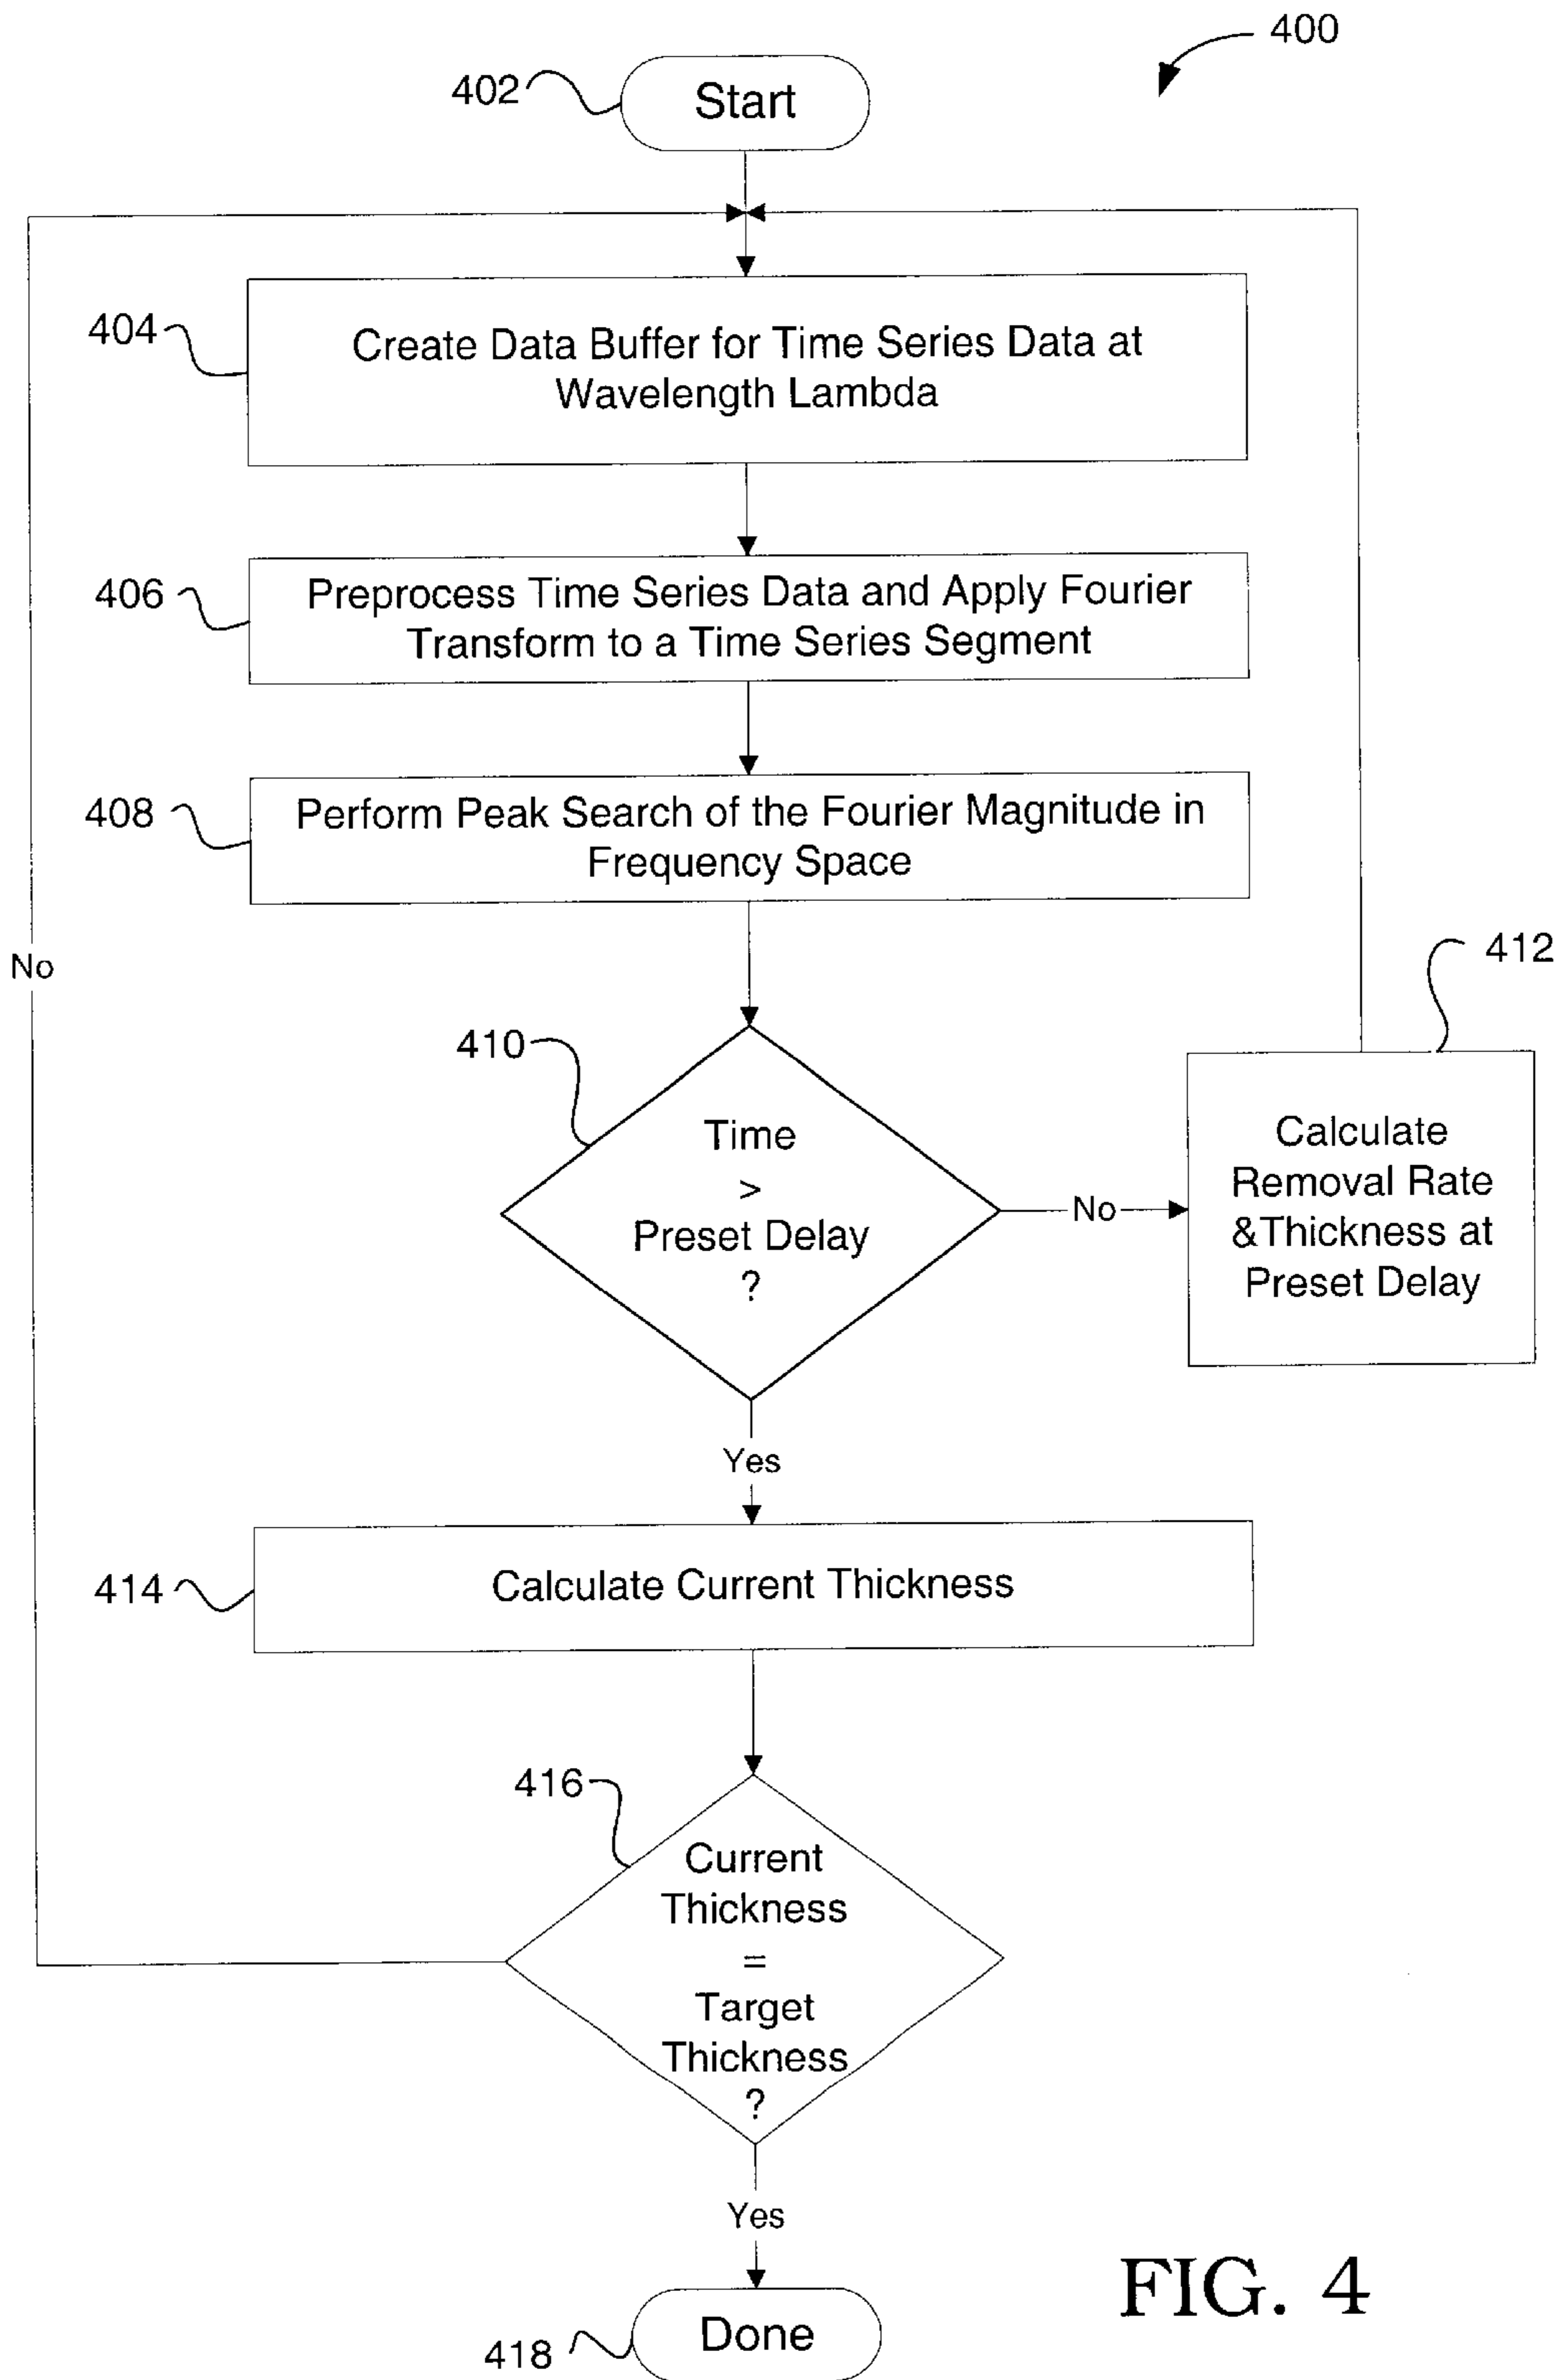 400
402
Start
404
Create Data Buffer for Time Series Data at
Wavelength Lambda
406
Preprocess Time Series Data and Apply Fourier
Transform to a Time Series Segment
408
Perform Peak Search of the Fourier Magnitude in
Frequency Space
No
410
Time
>
Preset Delay
?
No
412
Calculate
Removal Rate
&Thickness at
Preset Delay
Yes
414
Calculate Current Thickness
416
Current
Thickness
=
Target
Thickness
?
Yes
418
Done
FIG. 4